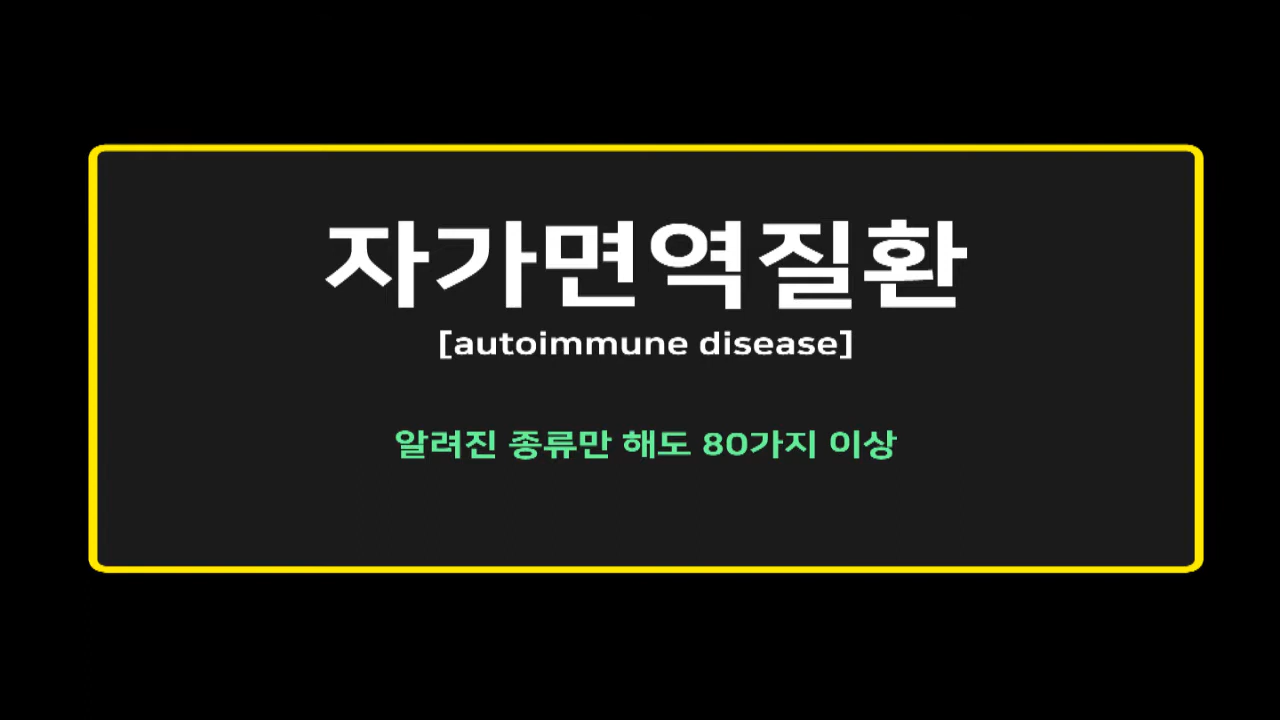 자가면역질환
[autoimmune disease]
알려진 종류만 해도 80가지 이상